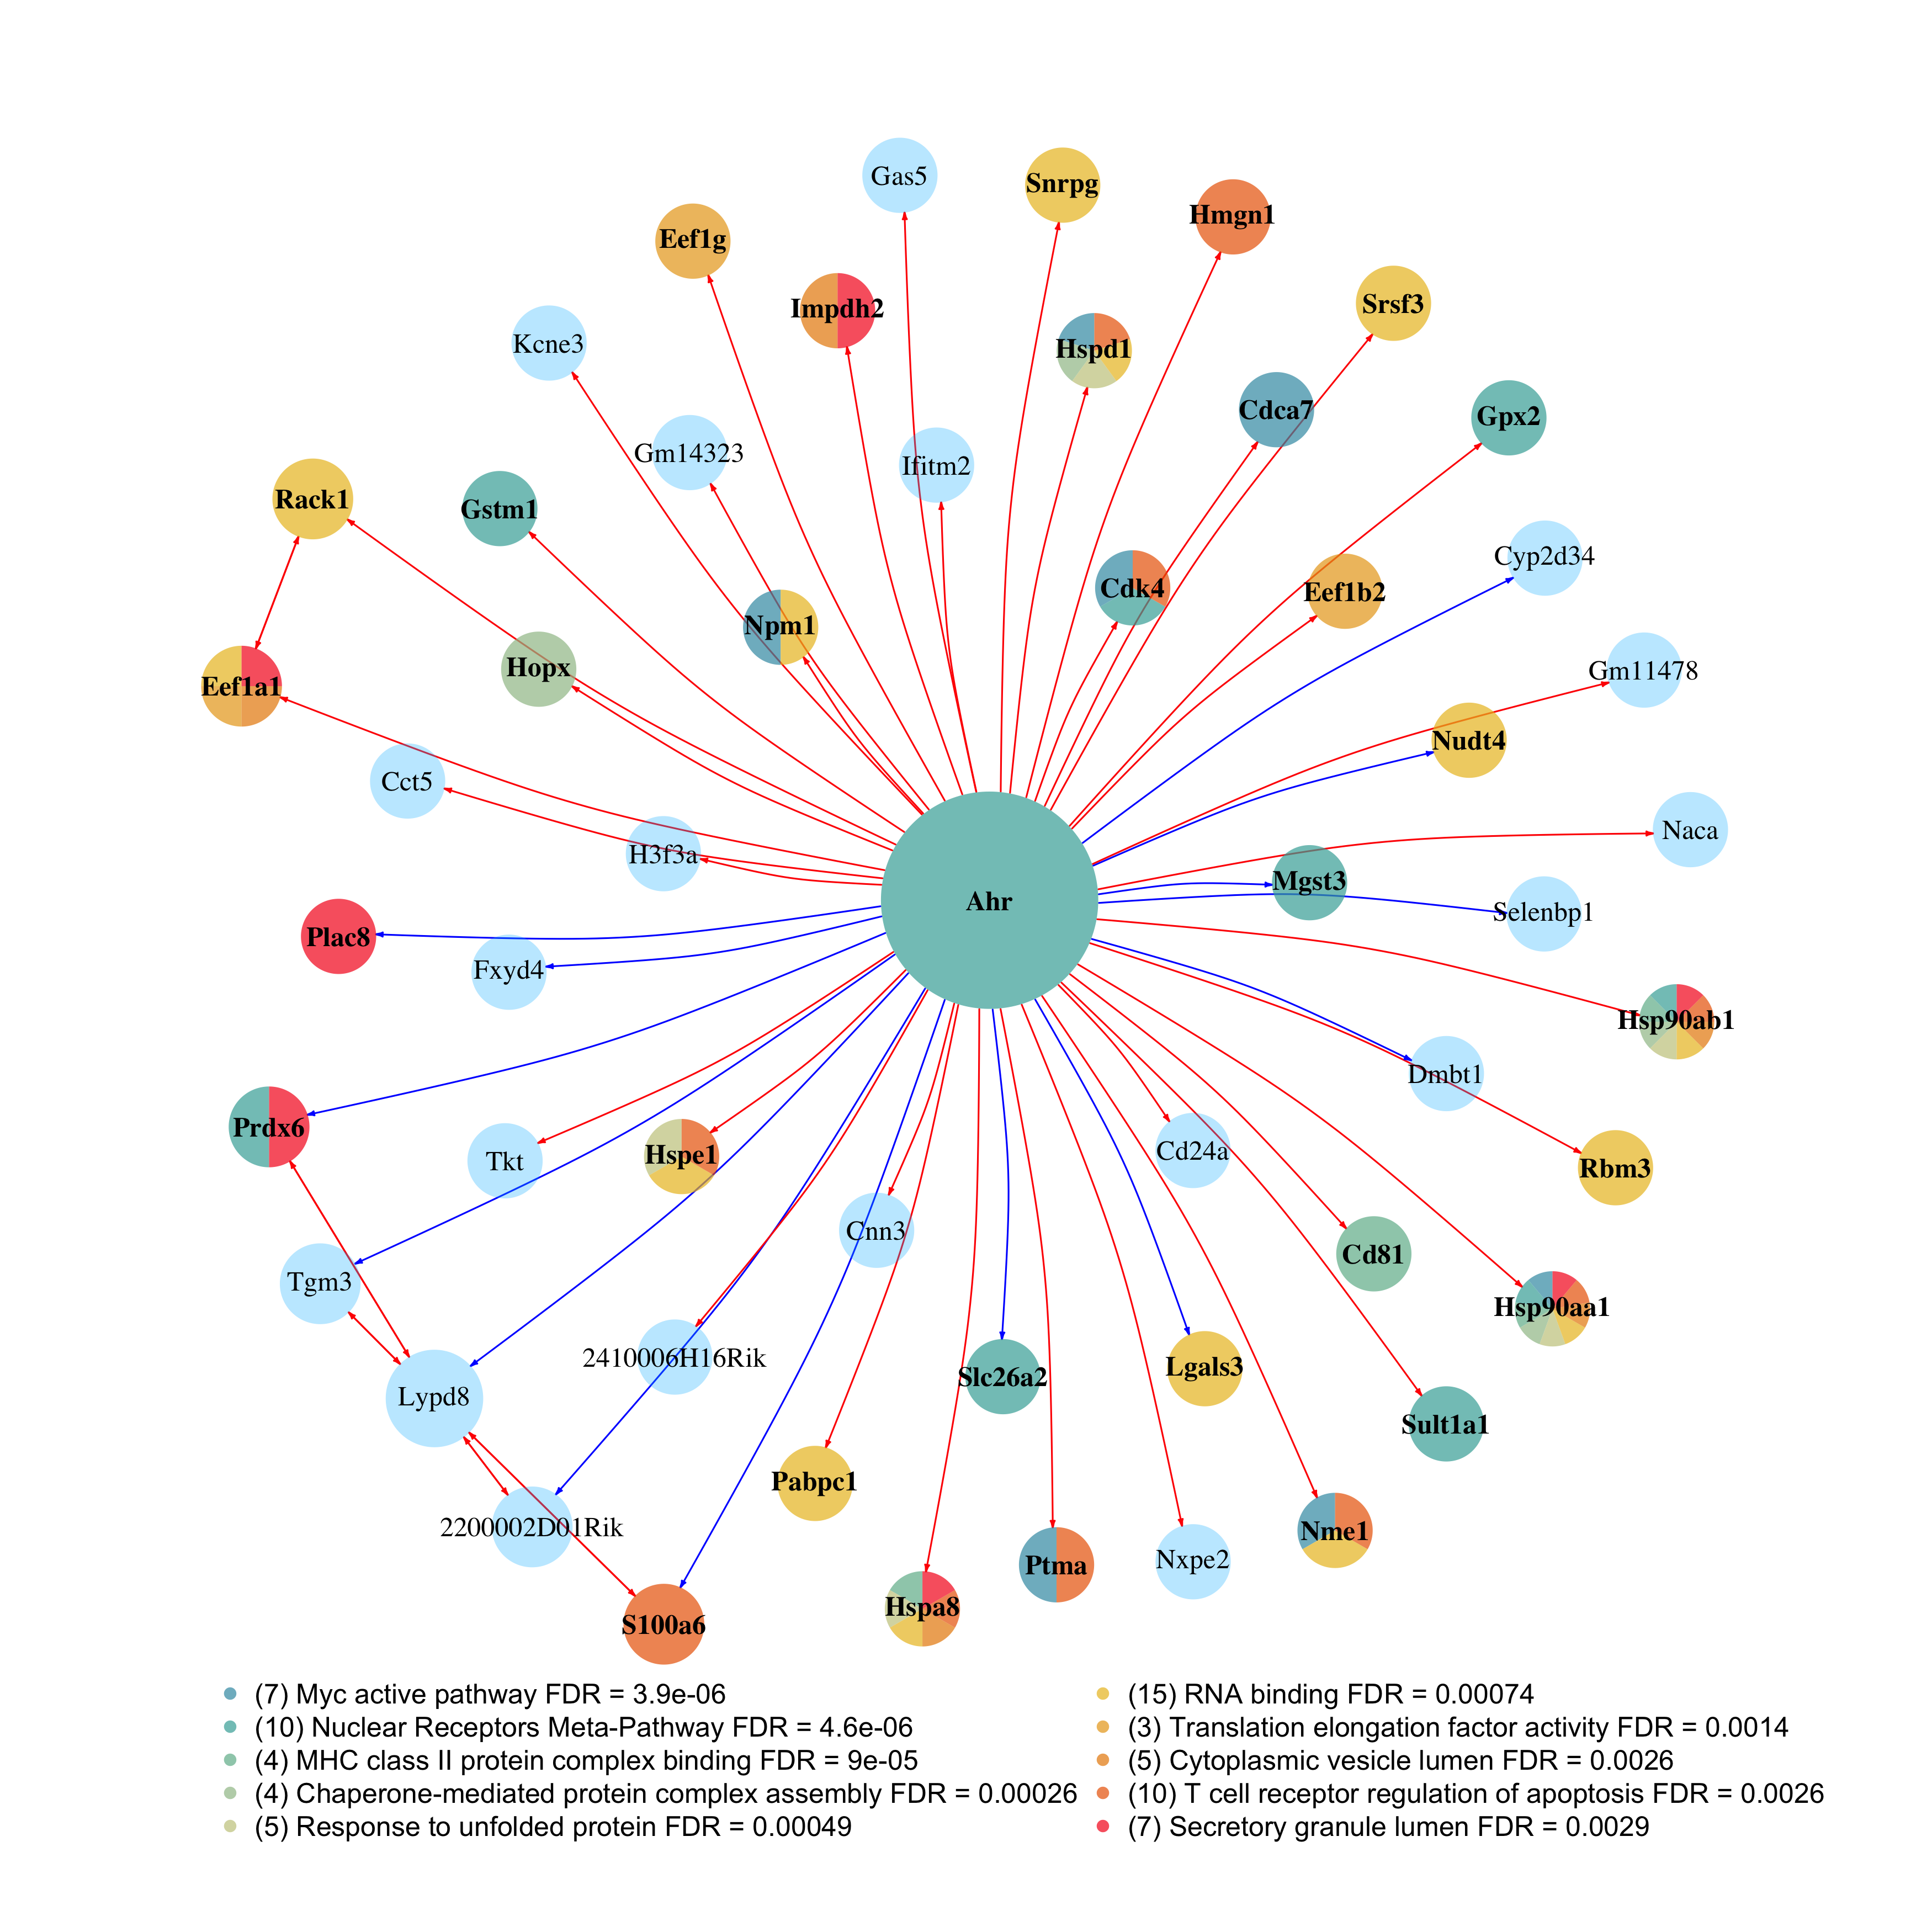 Gas5
Snrpg
Hmgn1
Eef1g
Impdh2
Srsf3
Kcne3
Hspd1
Cdca7
Gpx2
Gm14323
Ifitm2
Rack1
Gstm1
Cyp2d34
Cdk4
Eef1b2
Npm1
Hopx
Gm11478
Eef1a1
Nudt4
Cct5
Naca
H3f3a
Mgst3
Ahr
Selenbp1
Plac8
Fxyd4
Hsp90ab1
Dmbt1
Prdx6
Tkt
Hspe1
Cd24a
Rbm3
Cnn3
Cd81
Tgm3
Hsp90aa1
2410006H16Rik
Lypd8
Slc26a2
Lgals3
Sult1a1
Pabpc1
2200002D01Rik
Nme1
Ptma
Nxpe2
Hspa8
S100a6
(7) Myc active pathway FDR = 3.9e-06
(10) Nuclear Receptors Meta-Pathway FDR = 4.6e-06
(4) MHC class II protein complex binding FDR = 9e-05
(4) Chaperone-mediated protein complex assembly FDR = 0.00026
(5) Response to unfolded protein FDR = 0.00049
(15) RNA binding FDR = 0.00074
(3) Translation elongation factor activity FDR = 0.0014
(5) Cytoplasmic vesicle lumen FDR = 0.0026
(10) T cell receptor regulation of apoptosis FDR = 0.0026
(7) Secretory granule lumen FDR = 0.0029